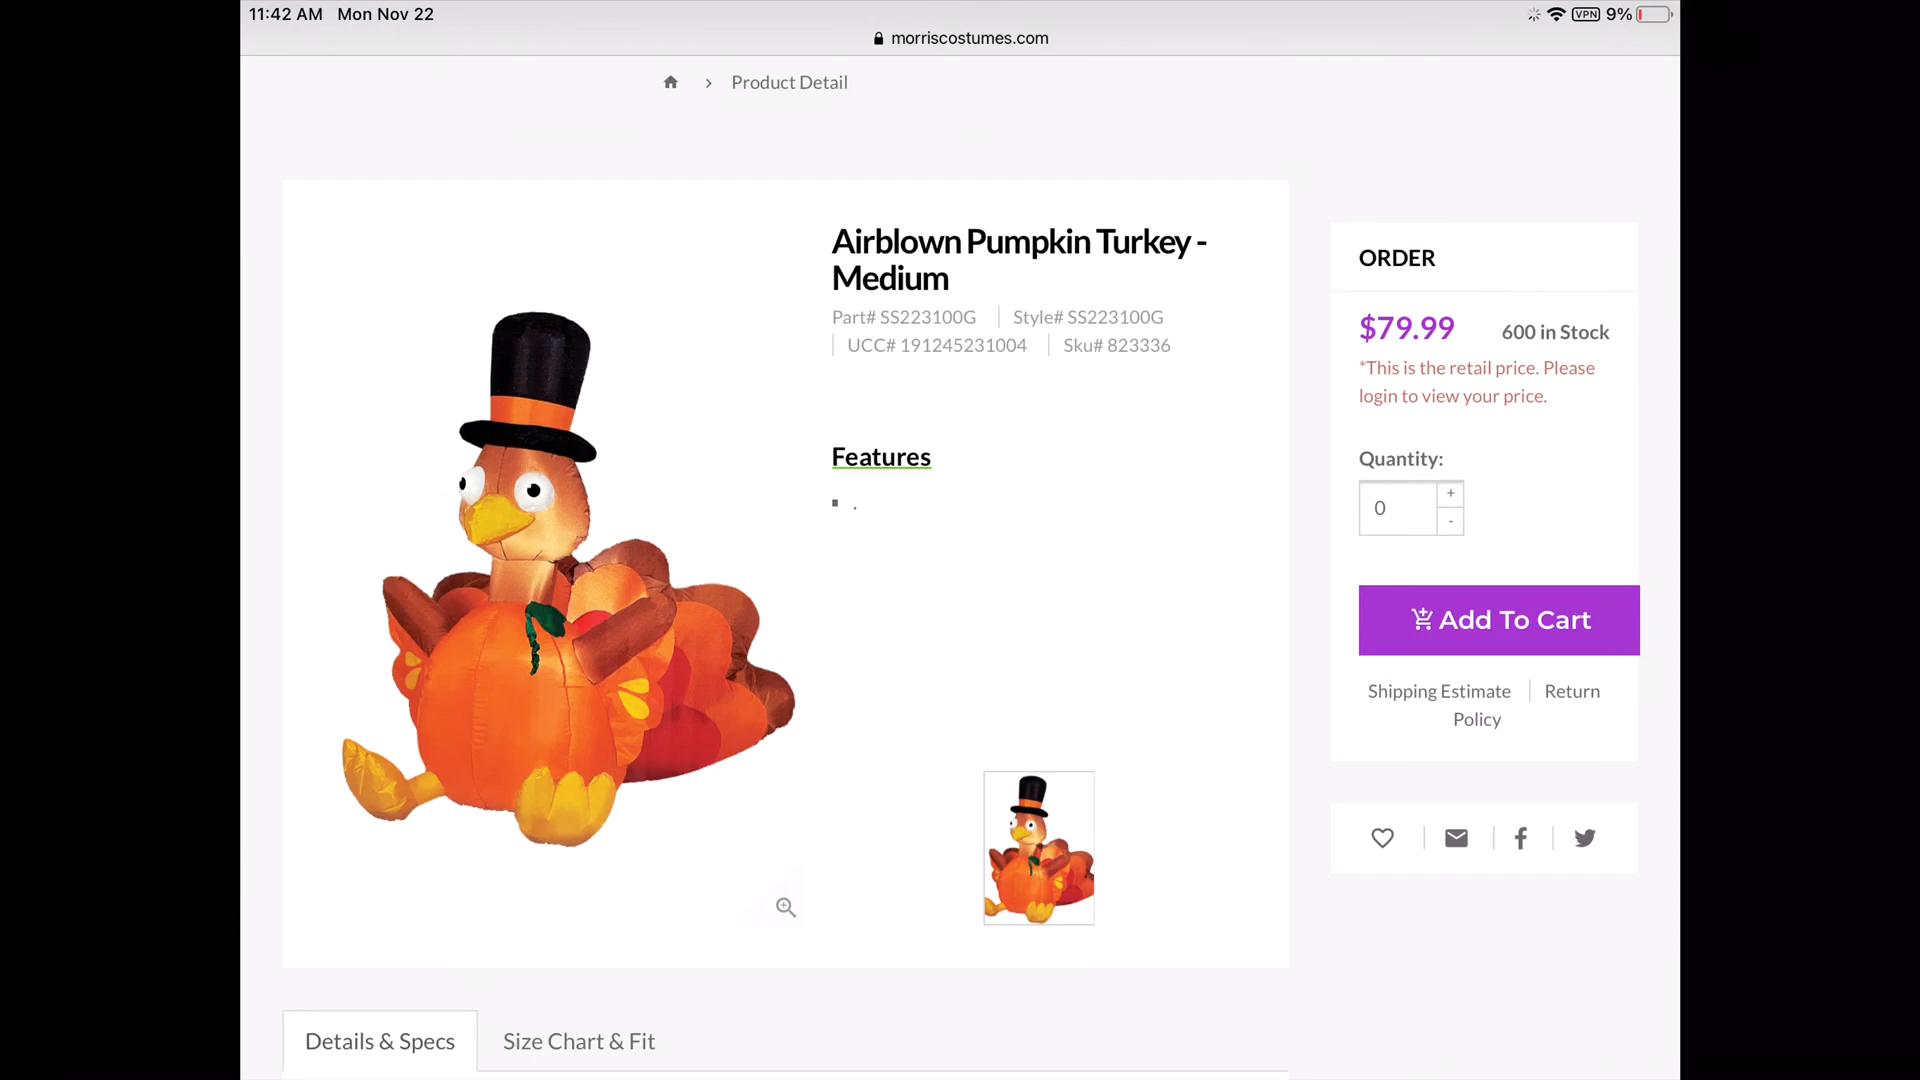 11:42 AM Mon Nov 22
VPN 9%
morriscostumes.com
Product Detail
Airblown Pumpkin Turkey -
Medium
Part# SS223100G
Style# SS223100G
UCC# 191245231004
Sku# 823336
Features
.
ORDER
$79.99
600 in Stock
*This is the retail price. Please
login to view your price.
Quantity:
0
+
-
Add To Cart
Shipping Estimate
Return
Policy
Details & Specs
Size Chart & Fit